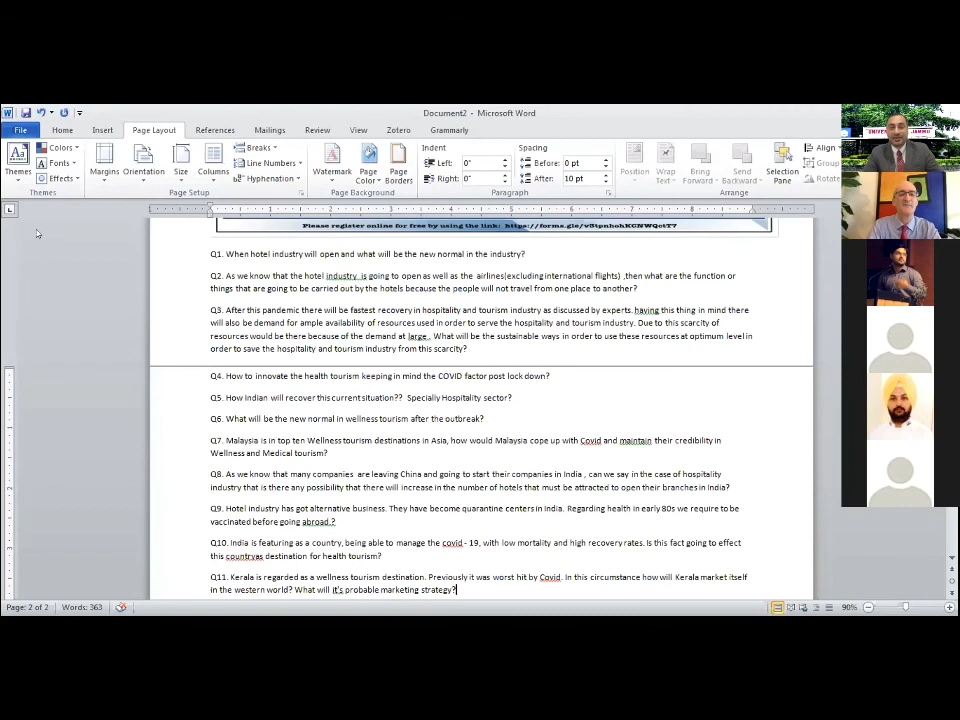 Document2 - Microsoft Word
File Home Insert Page Layout References Mailings Review View Zotero Grammarly
Themes Colors Fonts Effects Margins Orientation Size Columns Breaks Line Numbers Hyphenation Watermark Page Color Page Borders Indent Left: 0" Right: 0" Spacing Before: 0 pt After: 10 pt Position Wrap Text Bring Forward Send Backward Selection Pane Align Group Rotate
Themes Page Setup Page Background Paragraph Arrange
Please register online for free by using the link:
Q1. When hotel industry will open and what will be the new normal in the industry?
Q2. As we know that the hotel industry is going to open as well as the airlines(excluding international flights) ,then what are the function or
things that are going to be carried out by the hotels because the people will not travel from one place to another?
Q3. After this pandemic there will be fastest recovery in hospitality and tourism industry as discussed by experts, having this thing in mind there
will also be demand for ample availability of resources used in order to serve the hospitality and tourism industry. Due to this scarcity of
resources would be there because of the demand at large . What will be the sustainable ways in order to use these resources at optimum level in
order to save the hospitality and tourism industry from this scarcity?
Q4. How to innovate the health tourism keeping in mind the COVID factor post lock down?
Q5. How Indian will recover this current situation?? Specially Hospitality sector?
Q6. What will be the new normal in wellness tourism after the outbreak?
Q7. Malaysia is in top ten Wellness tourism destinations in Asia, how would Malaysia cope up with Covid and maintain their credibility in
Wellness and Medical tourism?
Q8. As we know that many companies are leaving China and going to start their companies in India , can we say in the case of hospitality
industry that is there any possibility that there will increase in the number of hotels that must be attracted to open their branches in India?
Q9. Hotel industry has got alternative business. They have become quarantine centers in India. Regarding health in early 80s we require to be
vaccinated before going abroad.?
Q10. India is featuring as a country, being able to manage the covid - 19, with low mortality and high recovery rates. Is this fact going to effect
this countryas destination for health tourism?
Q11. Kerala is regarded as a wellness tourism destination. Previously it was worst hit by Covid. In this circumstance how will Kerala market itself
in the western world? What will it's probable marketing strategy?
Page: 2 of 2 Words: 363 90%